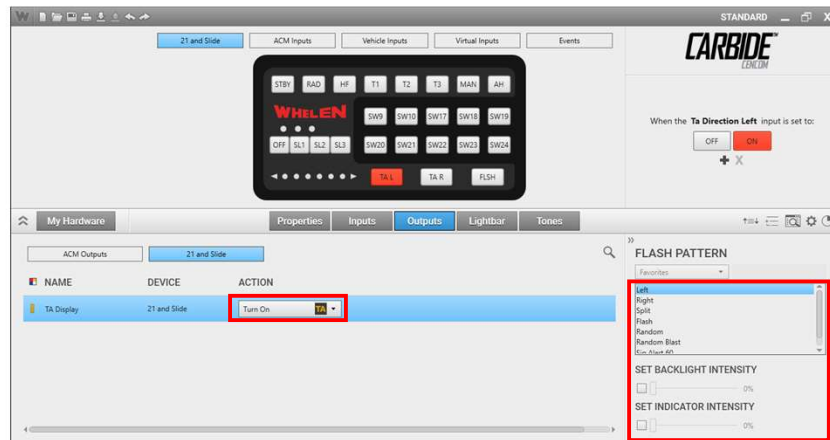 STANDARD
21 and Slide ACM Inputs Vehicle Inputs Virtual Inputs Events
CARBIDE
CENCOM
STBY RAD HF T1 T2 T3 MAN AH
WHELEN
SW9 SW10 SW17 SW18 SW19
OFF SL1 SL2 SL3 SW20 SW21 SW22 SW23 SW24
TA L TA R FLSH
When the Ta Direction Left input is set to:
OFF ON
My Hardware Properties Inputs Outputs Lightbar Tones
ACM Outputs 21 and Slide
NAME DEVICE ACTION
TA Display 21 and Slide Turn On TA
FLASH PATTERN
Favorites
Left
Right
Split
Flash
Random
Random Blast
Sig Alert 60
SET BACKLIGHT INTENSITY
0%
SET INDICATOR INTENSITY
0%